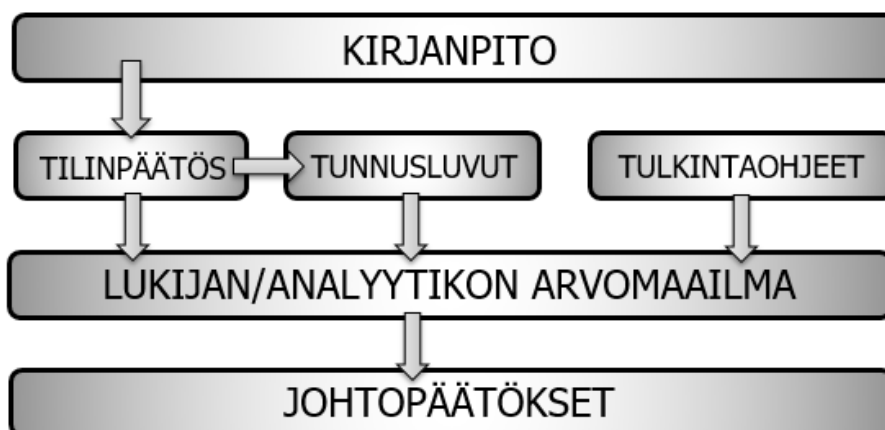 KIRJANPITO
TILINPÄÄTÖS
TUNNUSLUVUT
TULKINTAOHJEET
LUKIJAN/ANALYYTIKON ARVOMAAILMA
JOHTOPÄÄTÖKSET